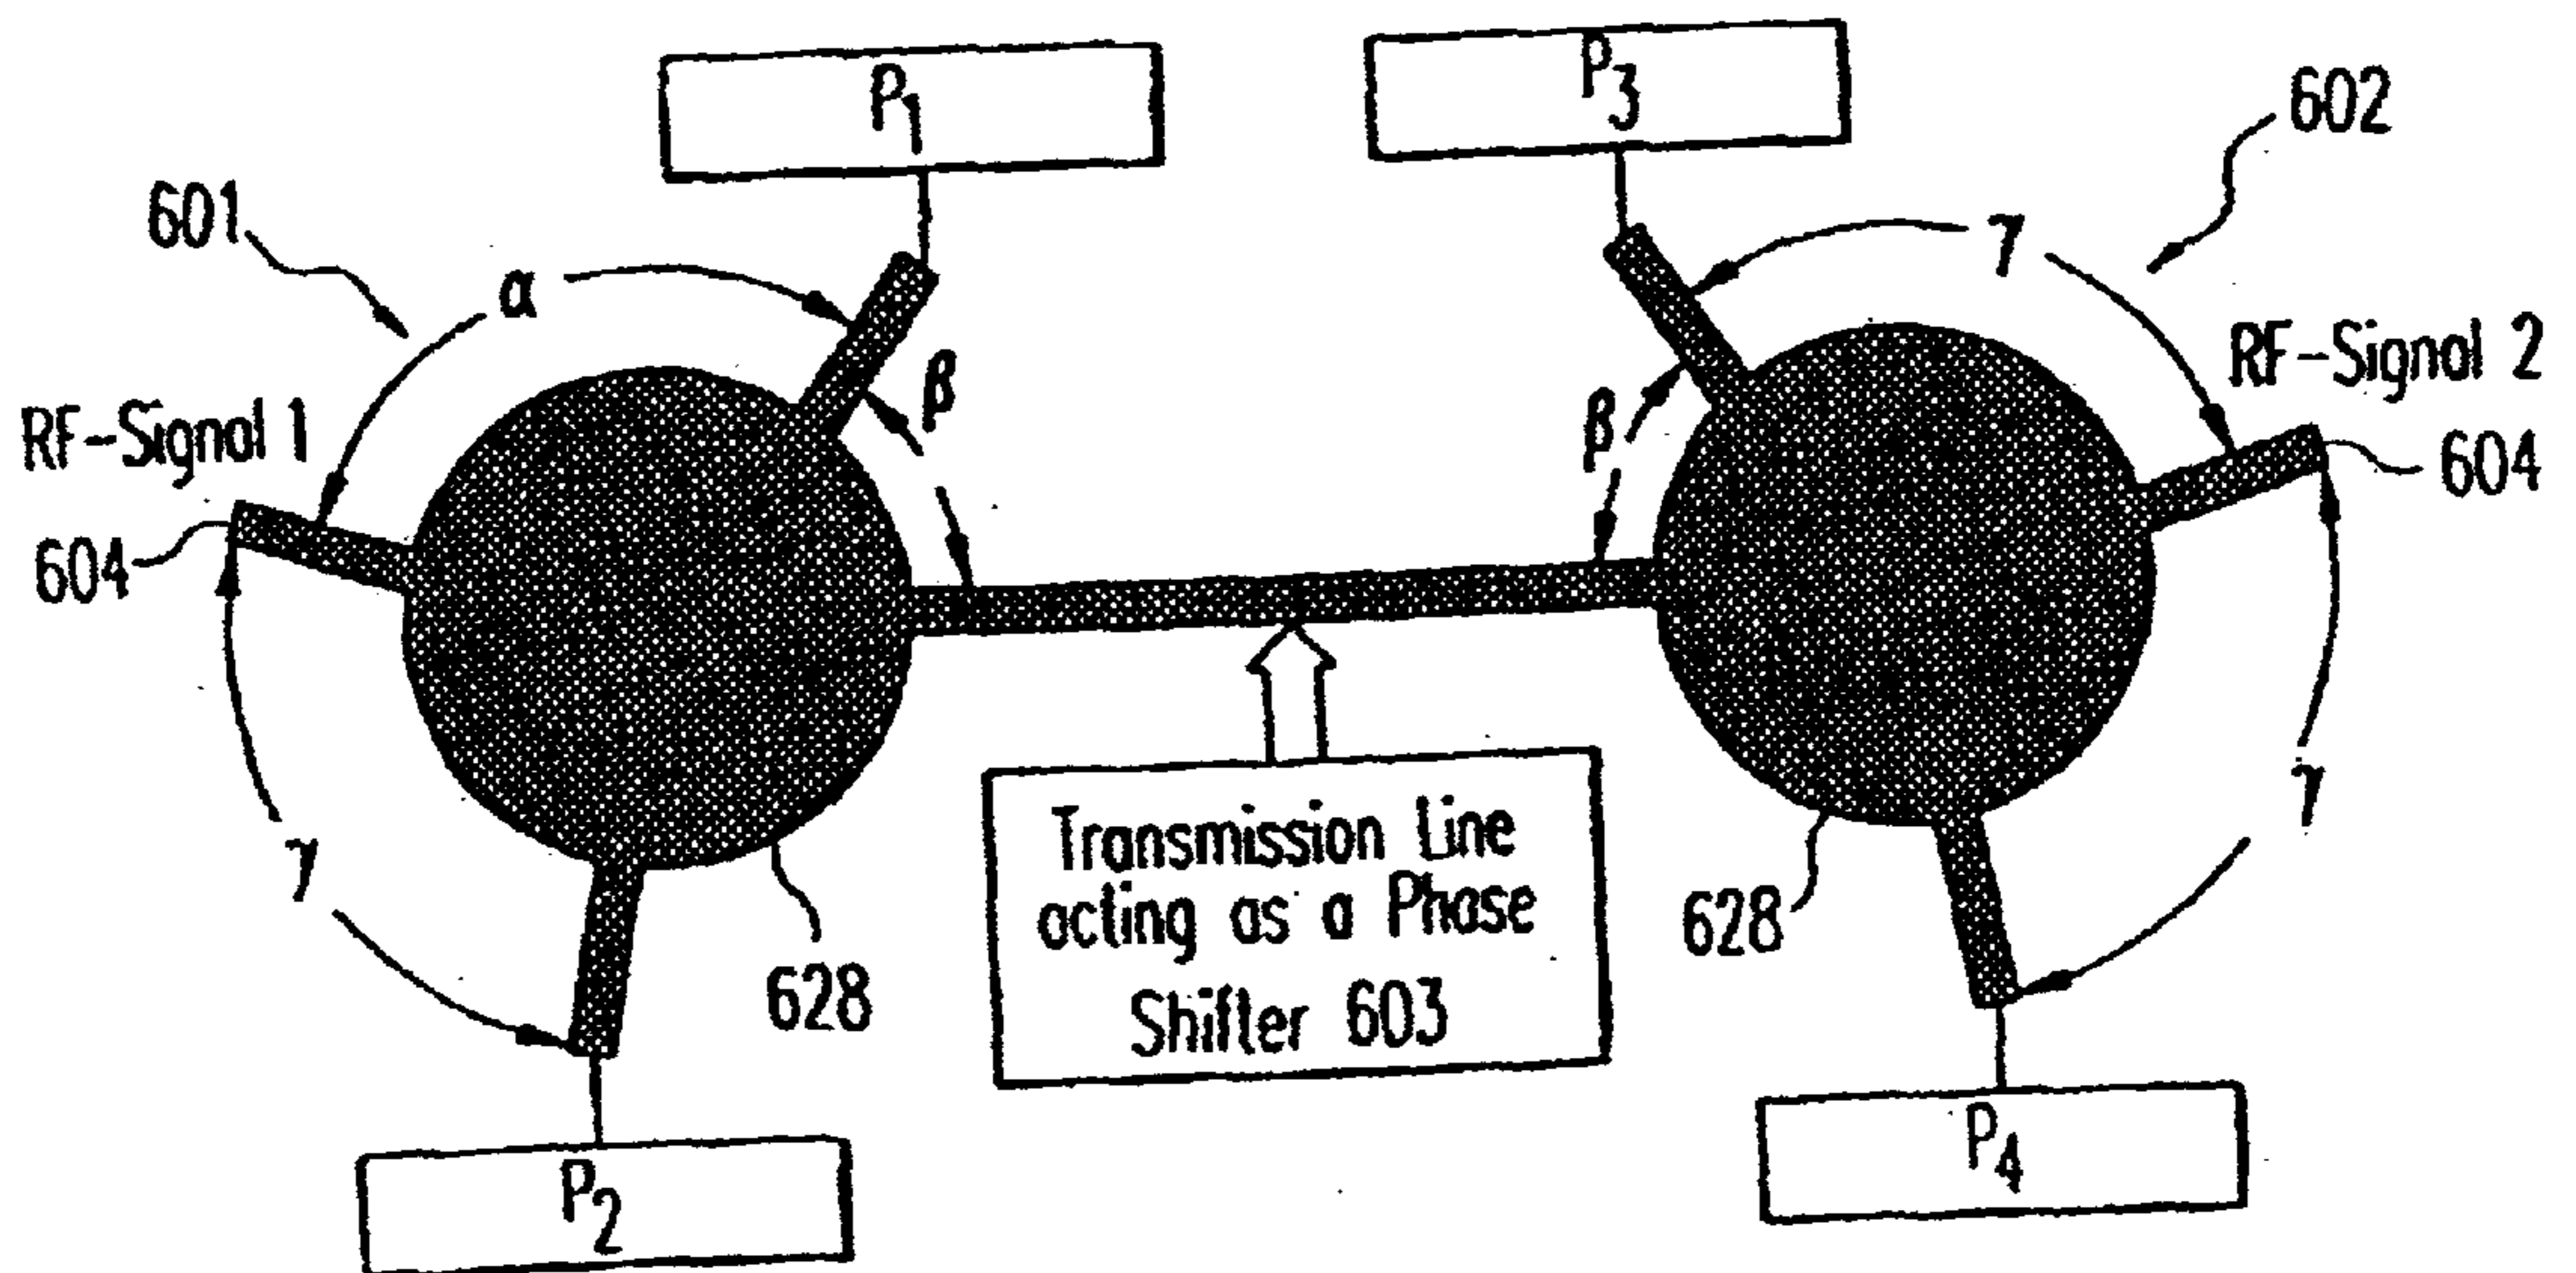 P1
P3
602
601
α
γ
β
β
RF-Signal 1
RF-Signal 2
604
604
γ
γ
Transmission Line
acting as a Phase
Shifter 603
628
628
P2
P4